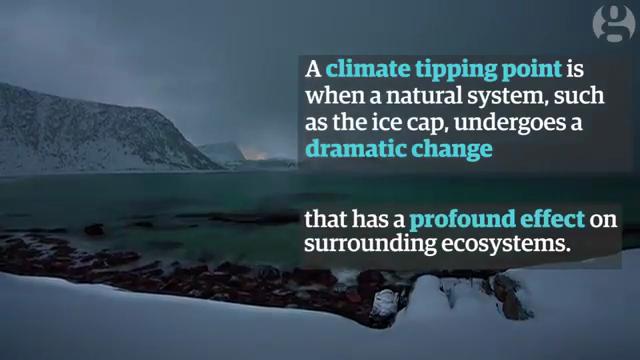 A climate tipping point is
when a natural system, such
as the ice cap, undergoes a
dramatic change
that has a profound effect on
surrounding ecosystems.